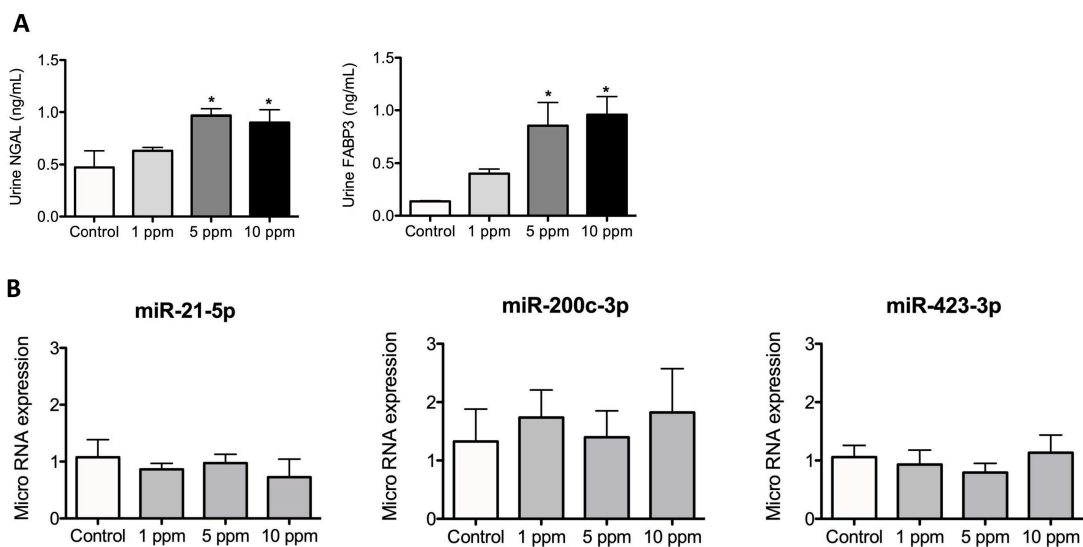 A
Urine NGAL (ng/mL)
1.5
1.0
0.5
0.0
*
*
Control 1 ppm 5 ppm 10 ppm
Urine FABP3 (ng/mL)
1.5
1.0
0.5
0.0
*
*
Control 1 ppm 5 ppm 10 ppm
B
miR-21-5p
Micro RNA expression
3
2
1
0
Control 1 ppm 5 ppm 10 ppm
miR-200c-3p
Micro RNA expression
3
2
1
0
Control 1 ppm 5 ppm 10 ppm
miR-423-3p
Micro RNA expression
3
2
1
0
Control 1 ppm 5 ppm 10 ppm